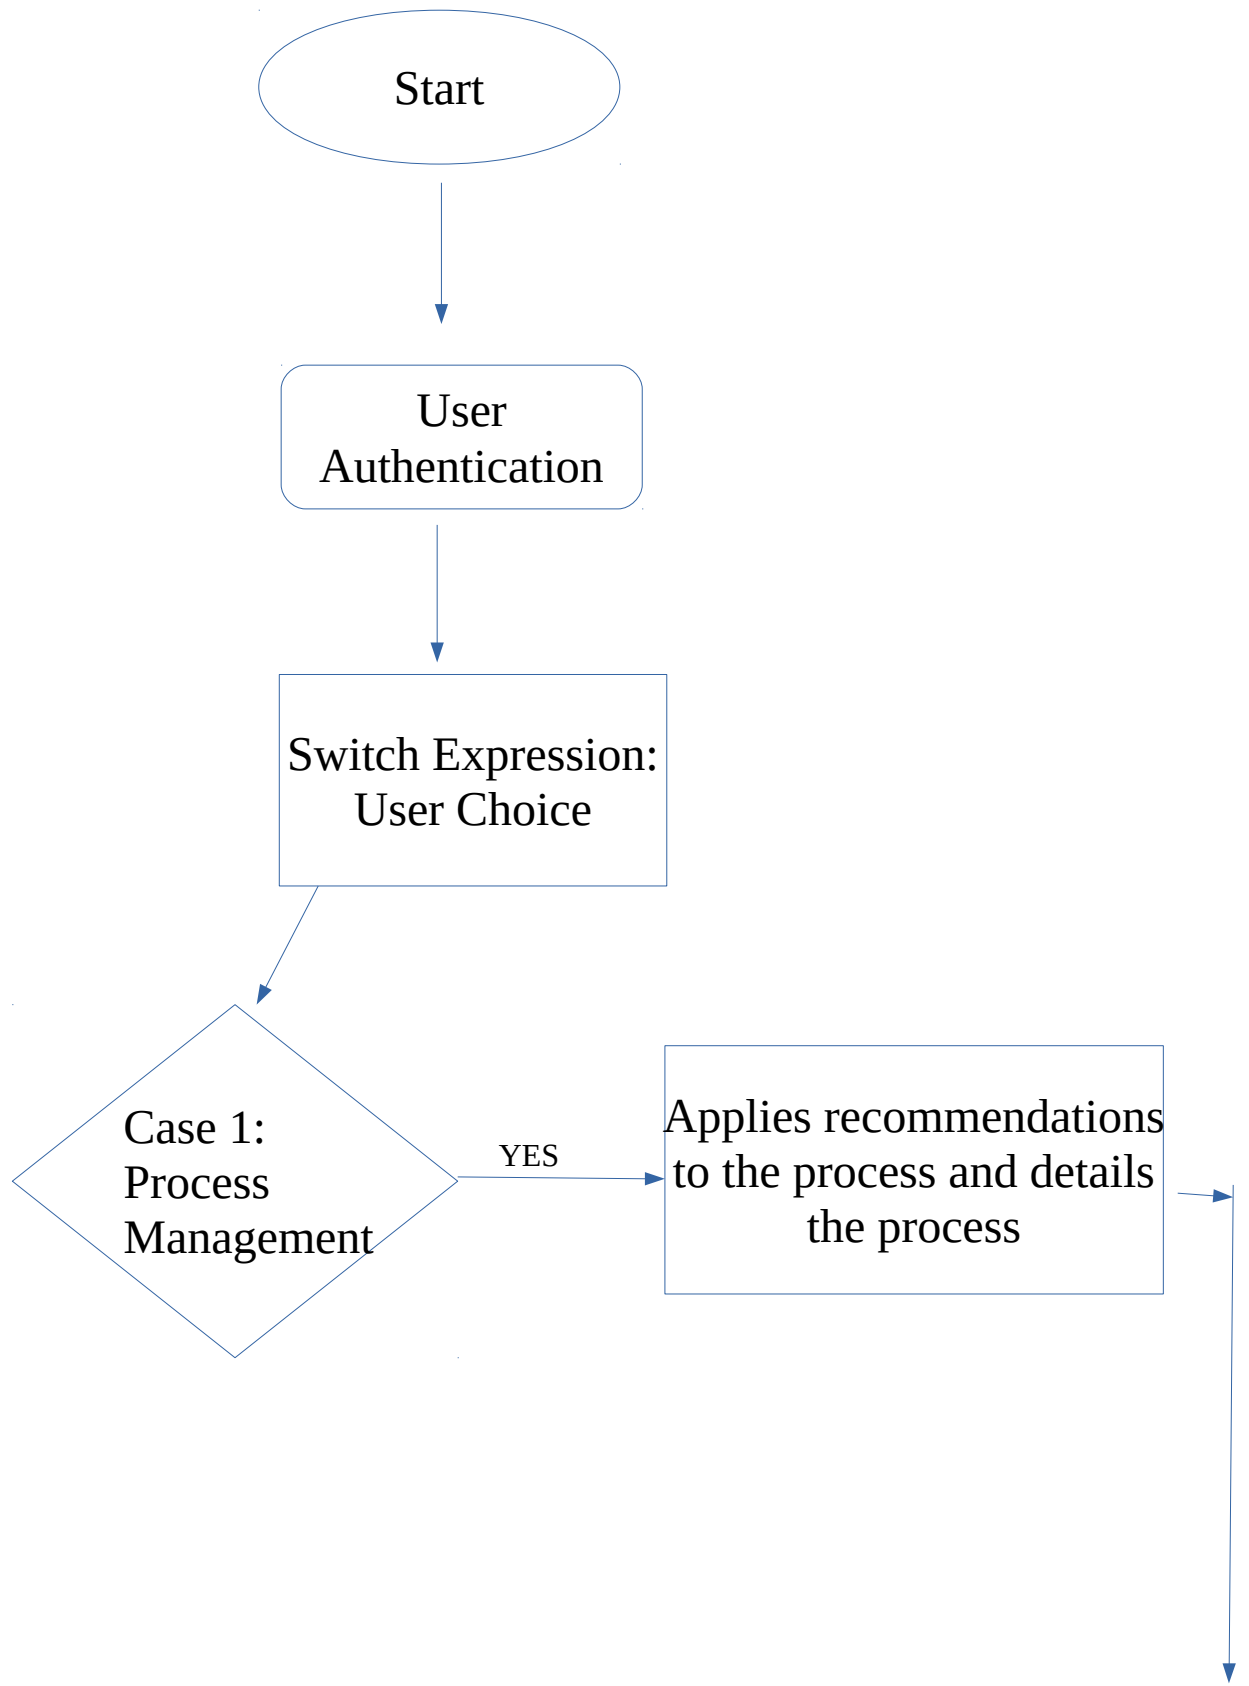 Start
User
Authentication
Switch Expression:
User Choice
Case 1:
Process
Management
YES
Applies recommendations
to the process and details
the process